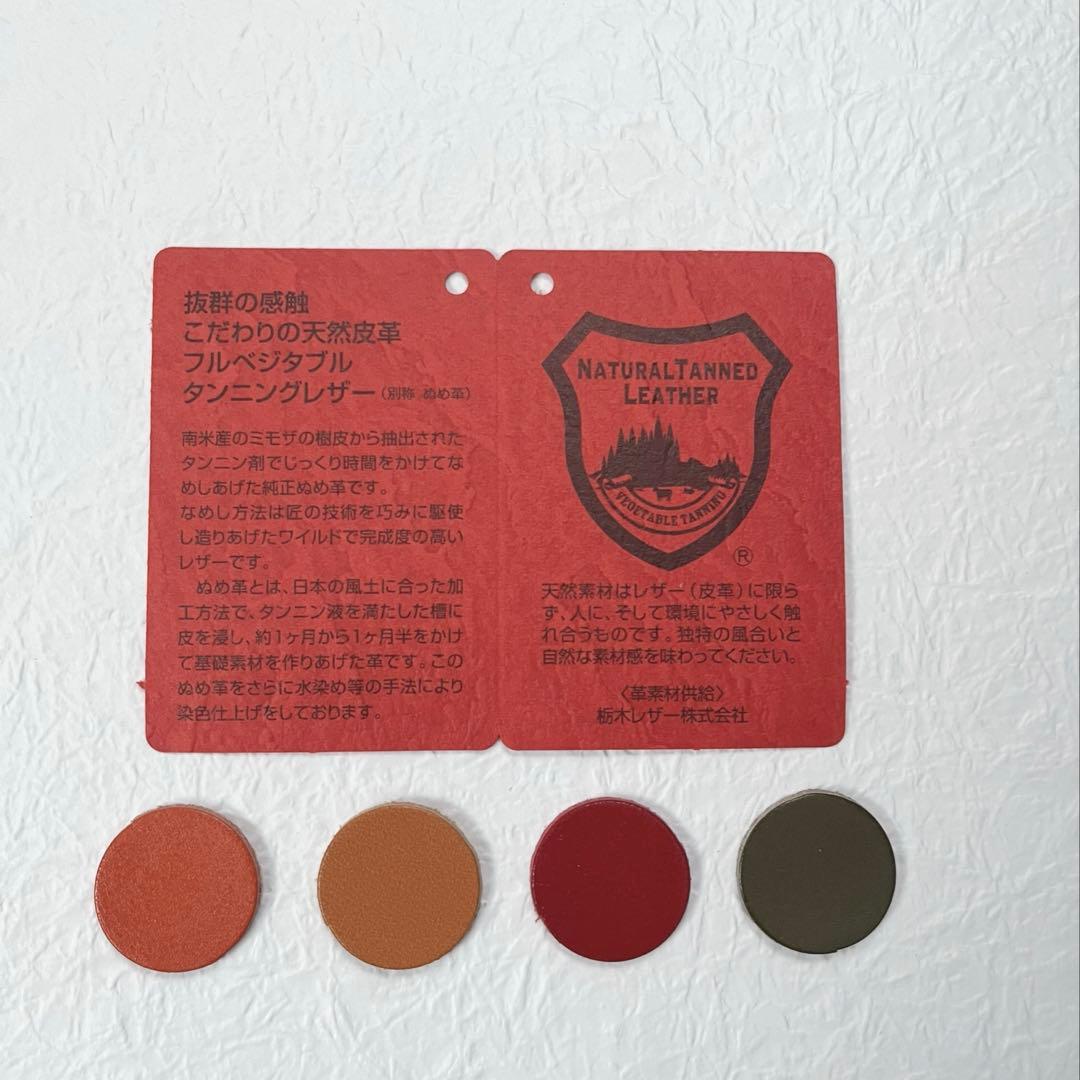 抜群の感触
こだわりの天然皮革
フルベジタブル
タンニングレザー（別称 ぬめ革）
南米産のミモザの樹皮から抽出された
タンニン剤でじっくり時間をかけてな
めしあげた純正ぬめ革です。
なめし方法は匠の技術を巧みに駆使
し造りあげたワイルドで完成度の高い
レザーです。
　ぬめ革とは、日本の風土に合った加
工方法で、タンニン液を満たした槽に
皮を浸し、約1ヶ月から1ヶ月半をかけ
て基礎素材を作りあげた革です。この
ぬめ革をさらに水染め等の手法により
染色仕上げをしております。
NATURAL TANNED
LEATHER
VEGETABLE TANNING
®
天然素材はレザー（皮革）に限ら
ず、人に、そして環境にやさしく触
れ合うものです。独特の風合いと
自然な素材感を味わってください。
〈革素材供給〉
栃木レザー株式会社